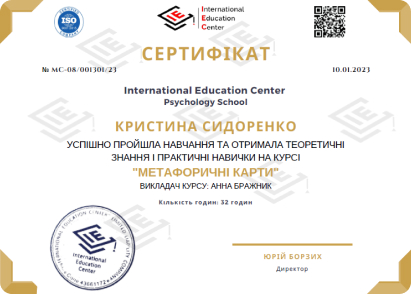 International
Education
Center
СЕРТИФІКАТ
№ МС-08/001301/23
10.01.2023
International Education Center
Psychology School
КРИСТИНА СИДОРЕНКО
УСПІШНО ПРОЙШЛА НАВЧАННЯ ТА ОТРИМАЛА ТЕОРЕТИЧНІ
ЗНАННЯ І ПРАКТИЧНІ НАВИЧКИ НА КУРСІ
"МЕТАФОРИЧНІ КАРТИ"
ВИКЛАДАЧ КУРСУ: АННА БРАЖНИК
Кількість годин: 32 годин
International
Education
Center
ЮРІЙ БОРЗИХ
Директор